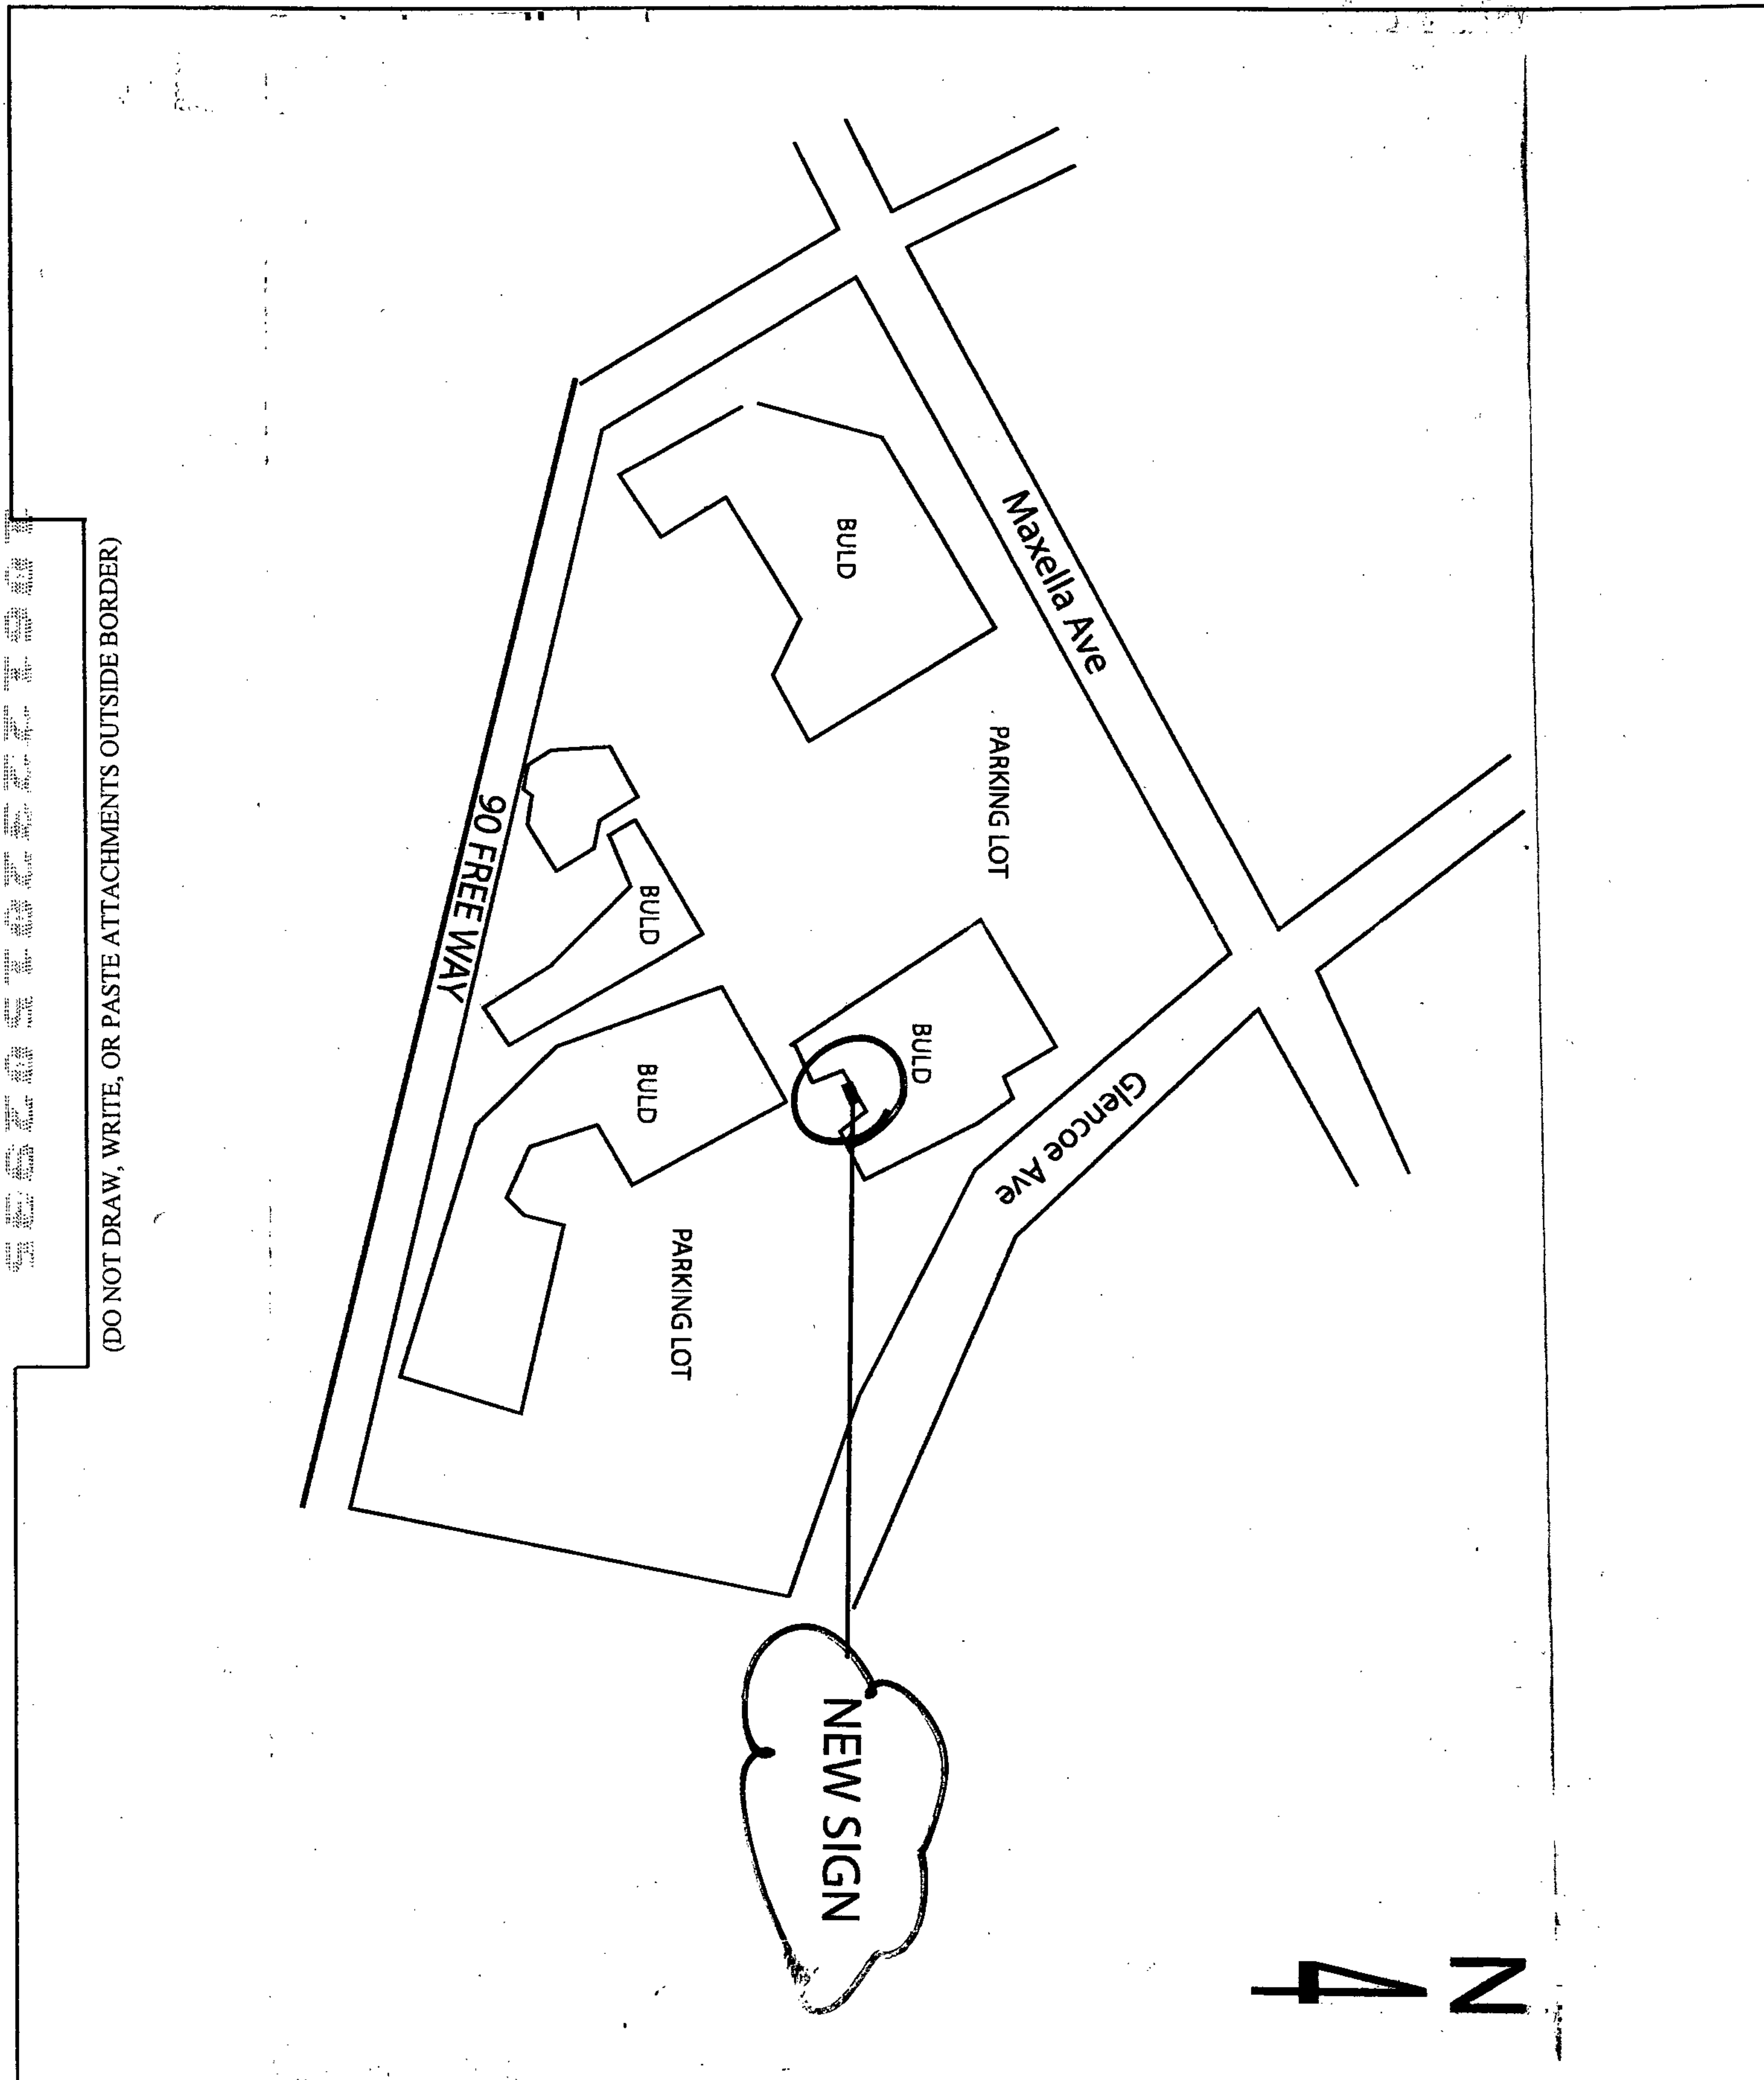 N
Maxella Ave
Glencoe Ave
BULD
PARKING LOT
BULD
BULD
BULD
PARKING LOT
90 FREE WAY
NEW SIGN
(DO NOT DRAW, WRITE, OR PASTE ATTACHMENTS OUTSIDE BORDER)